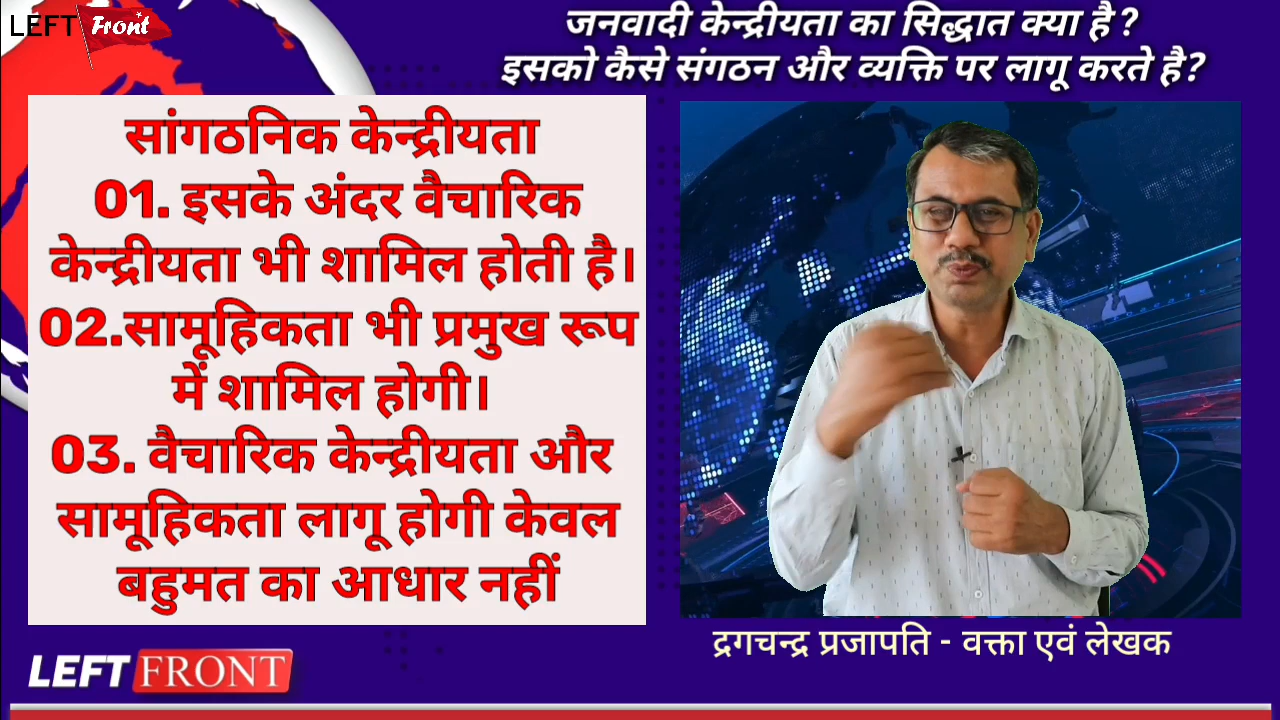 LEFT Front
जनवादी केन्द्रीयता का सिद्धात क्या है ?
इसको कैसे संगठन और व्यक्ति पर लागू करते है?
सांगठनिक केन्द्रीयता
01. इसके अंदर वैचारिक
केन्द्रीयता भी शामिल होती है।
02.सामूहिकता भी प्रमुख रूप
में शामिल होगी।
03. वैचारिक केन्द्रीयता और
सामूहिकता लागू होगी केवल
बहुमत का आधार नहीं
द्रगचन्द्र प्रजापति - वक्ता एवं लेखक
LEFT FRONT